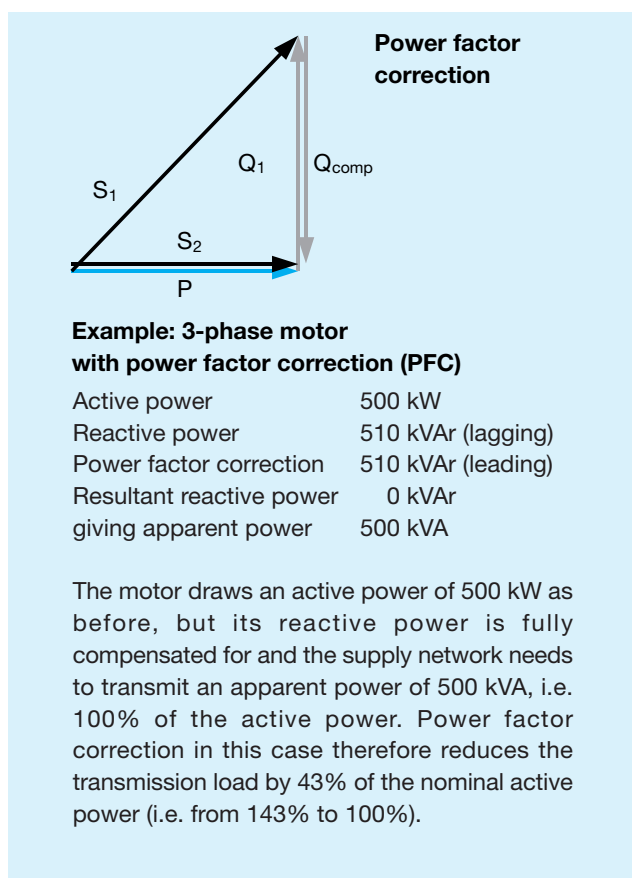 Power factor
correction
Q₁
Qcomp
S₁
S₂
P
Example: 3-phase motor
with power factor correction (PFC)
Active power 500 kW
Reactive power 510 kVAr (lagging)
Power factor correction 510 kVAr (leading)
Resultant reactive power 0 kVAr
giving apparent power 500 kVA
The motor draws an active power of 500 kW as
before, but its reactive power is fully
compensated for and the supply network needs
to transmit an apparent power of 500 kVA, i.e.
100% of the active power. Power factor
correction in this case therefore reduces the
transmission load by 43% of the nominal active
power (i.e. from 143% to 100%).